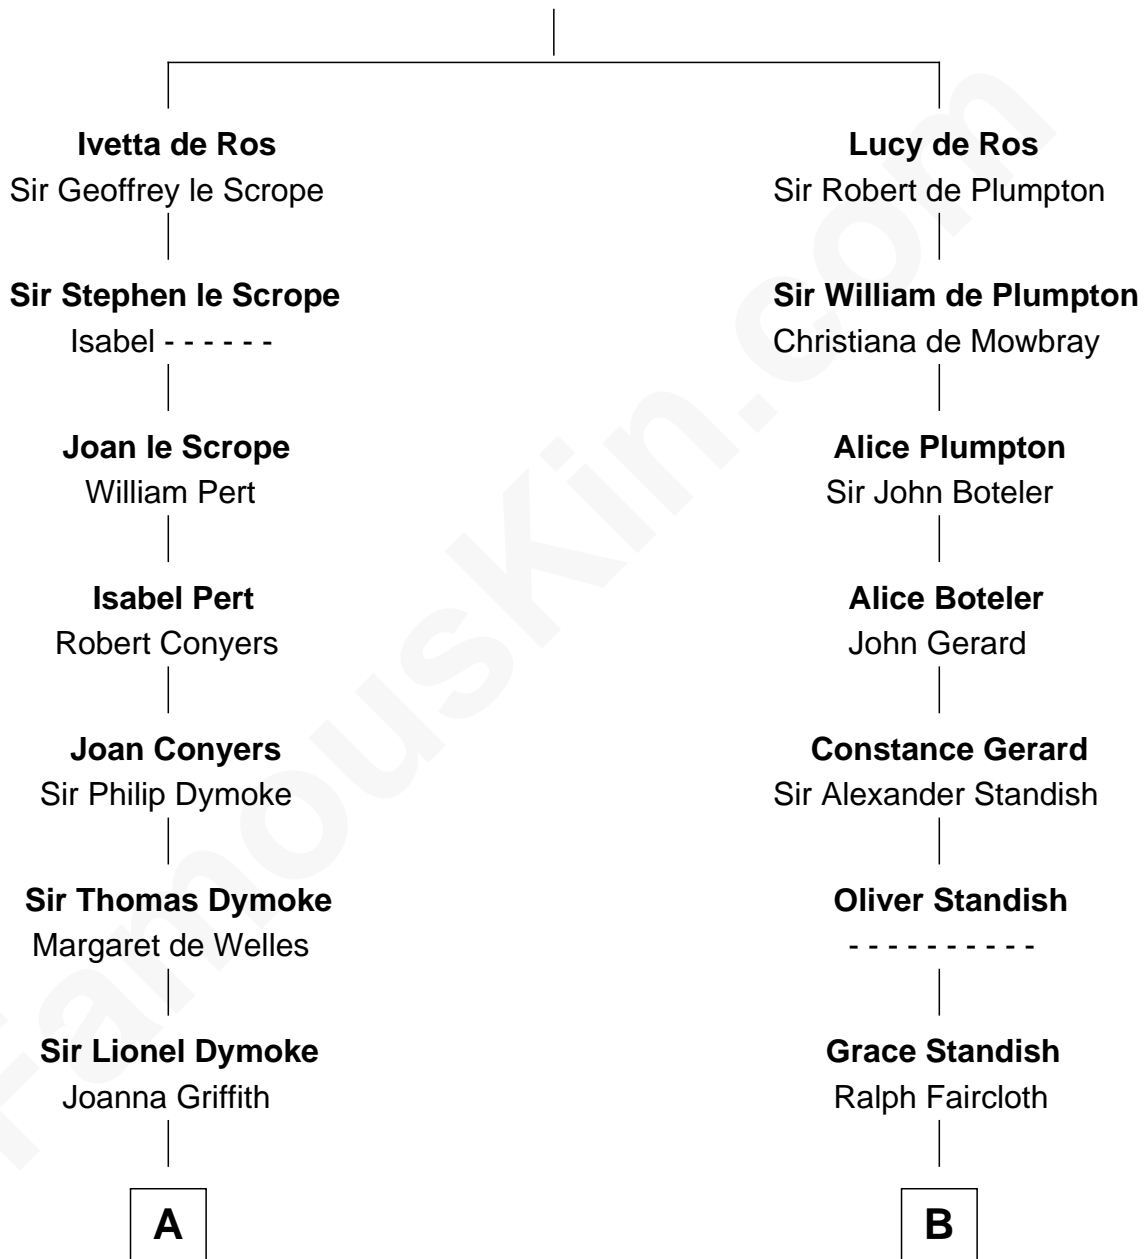 Ivetta de Ros
Sir Geoffrey le Scrope
Sir Stephen le Scrope
Isabel - - - - - -
Joan le Scrope
William Pert
Isabel Pert
Robert Conyers
Joan Conyers
Sir Philip Dymoke
Sir Thomas Dymoke
Margaret de Welles
Sir Lionel Dymoke
Joanna Griffith
A
Lucy de Ros
Sir Robert de Plumpton
Sir William de Plumpton
Christiana de Mowbray
Alice Plumpton
Sir John Boteler
Alice Boteler
John Gerard
Constance Gerard
Sir Alexander Standish
Oliver Standish
- - - - - - - - - -
Grace Standish
Ralph Faircloth
B
FamousKin.com